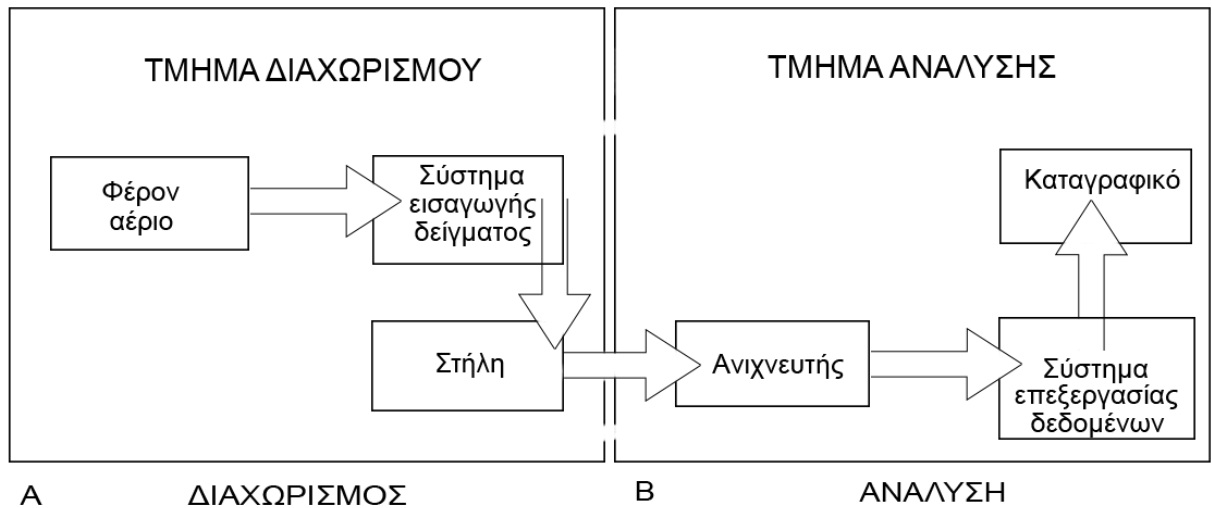 ΤΜΗΜΑ ΔΙΑΧΩΡΙΣΜΟΥ
Φέρον
αέριο
Σύστημα
εισαγωγής
δείγματος
Στήλη
ΤΜΗΜΑ ΑΝΑΛΥΣΗΣ
Καταγραφικό
Ανιχνευτής
Σύστημα
επεξεργασίας
δεδομένων
Α
ΔΙΑΧΩΡΙΣΜΟΣ
Β
ΑΝΑΛΥΣΗ